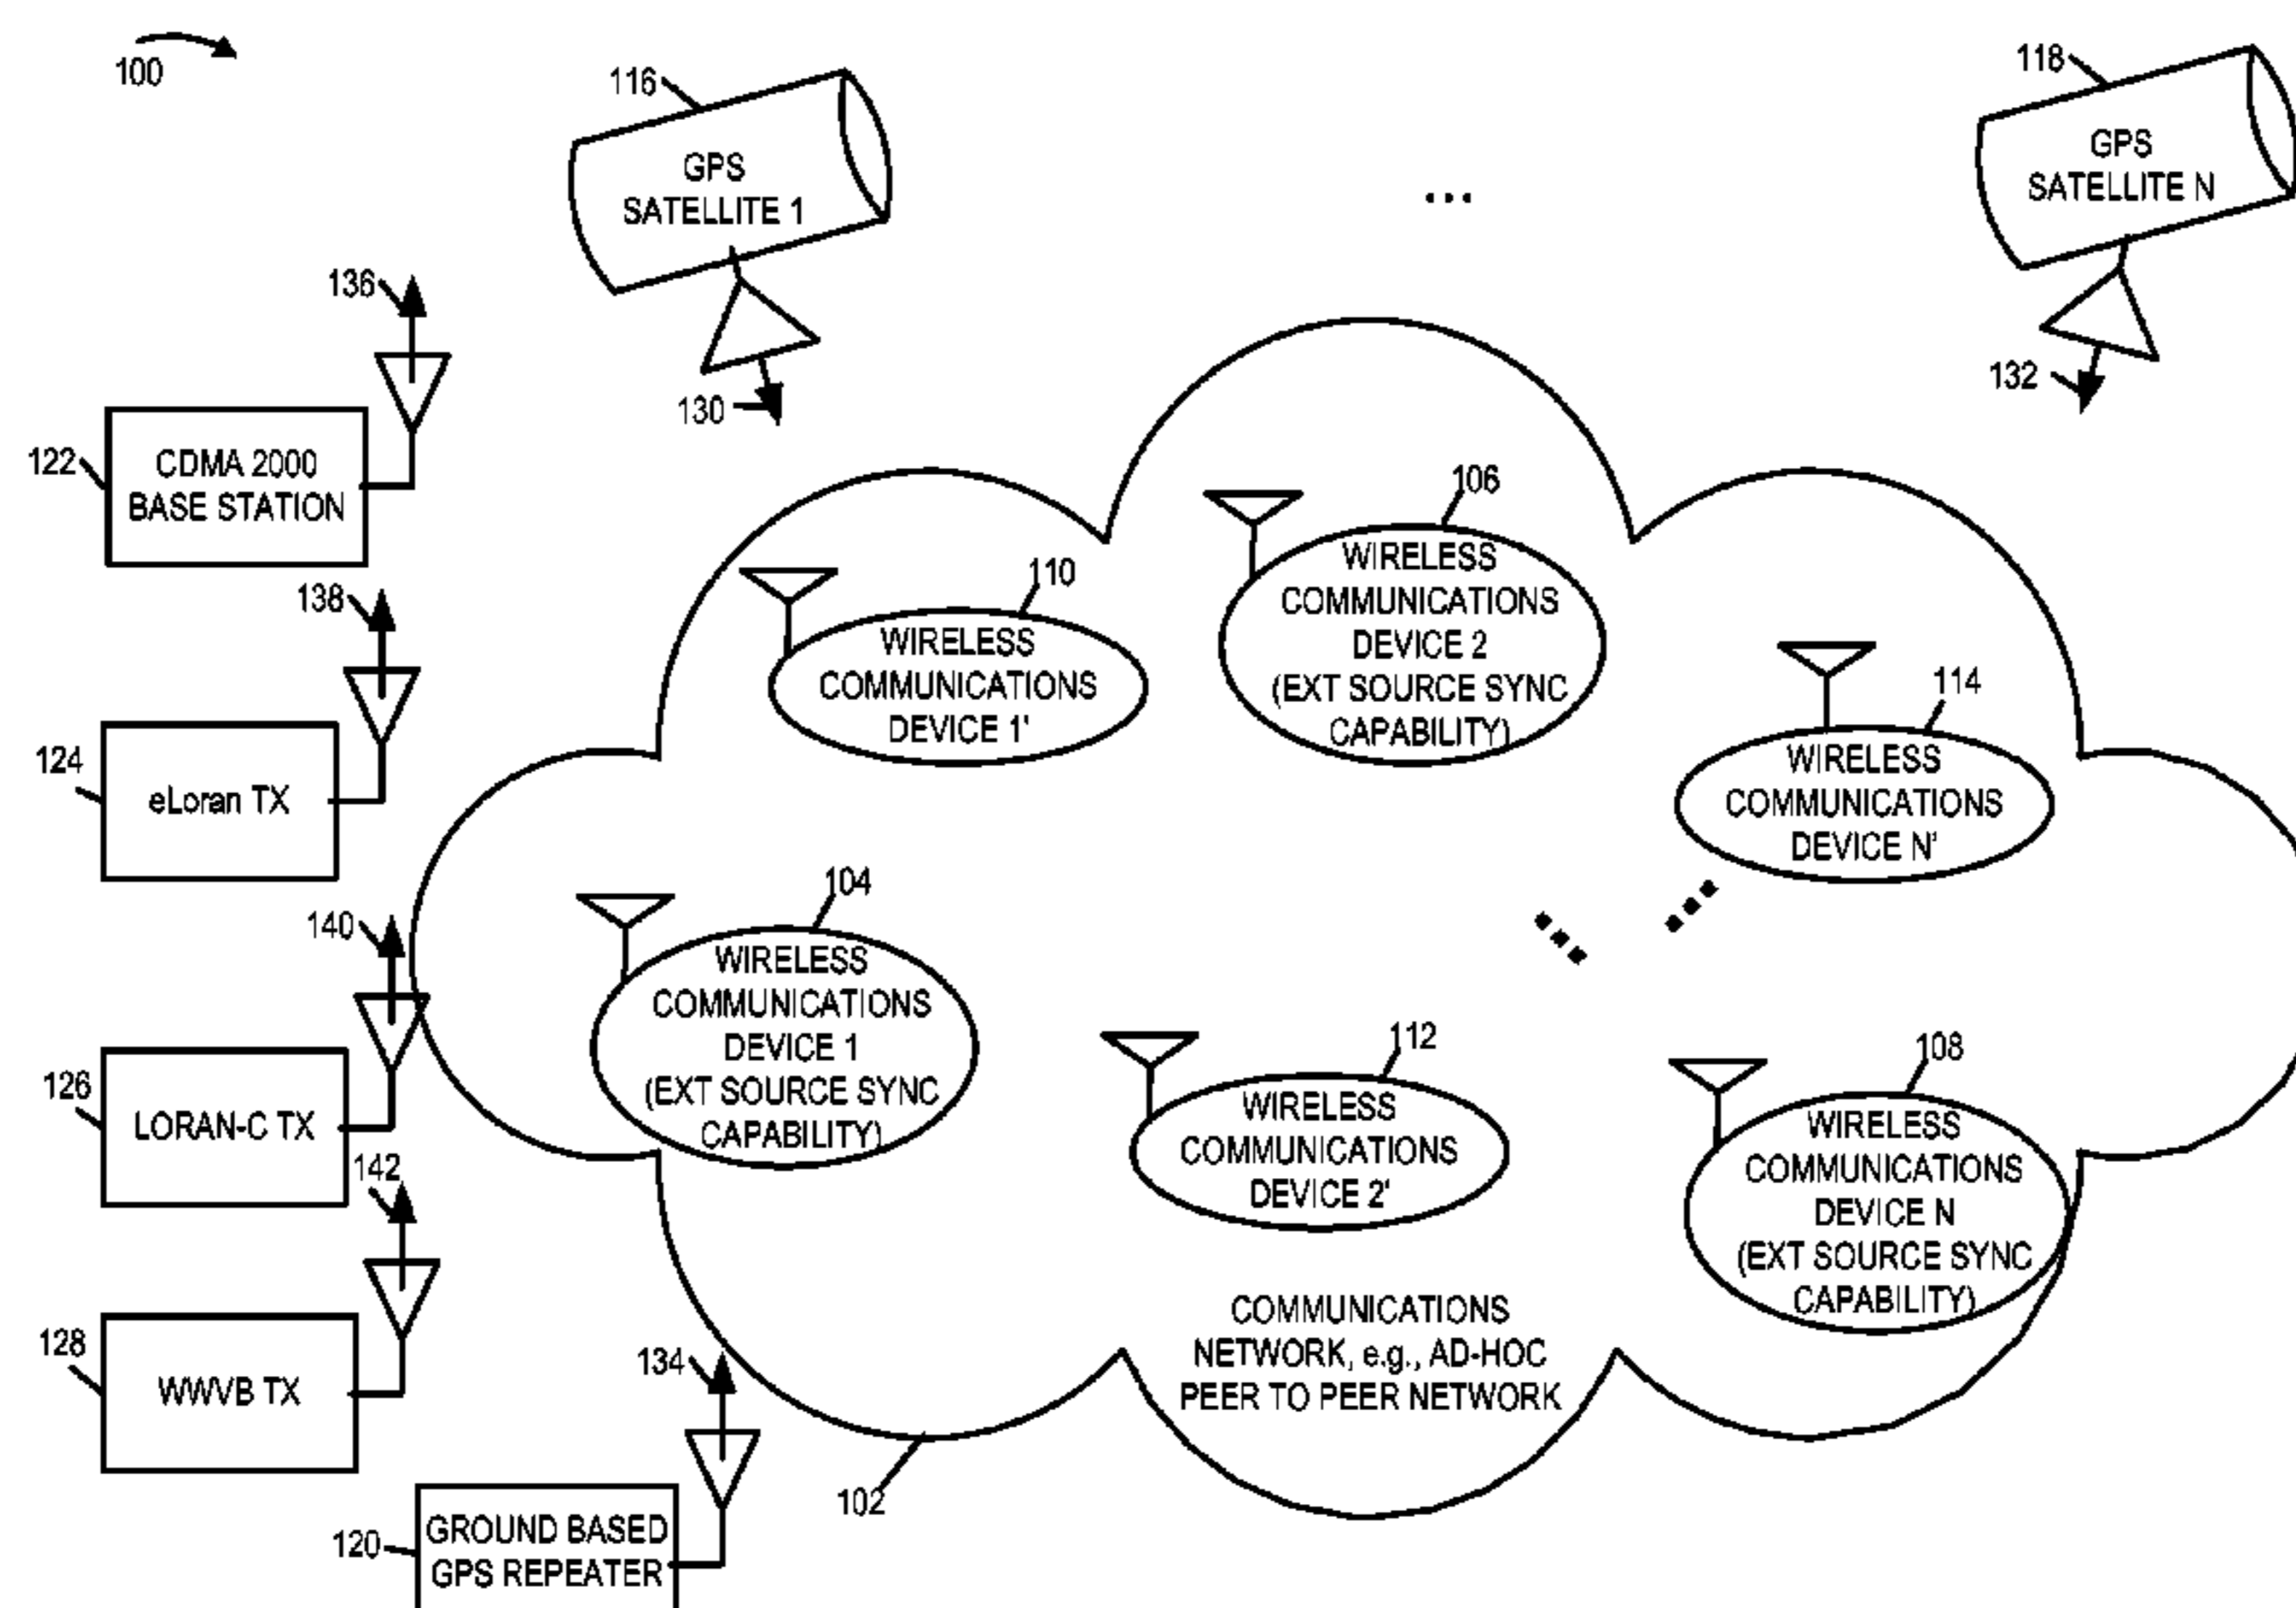 100
116
GPS
SATELLITE 1
130
...
118
GPS
SATELLITE N
132
136
122
CDMA 2000
BASE STATION
138
124
eLoran TX
140
126
LORAN-C TX
142
128
WWVB TX
134
120
GROUND BASED
GPS REPEATER
110
WIRELESS
COMMUNICATIONS
DEVICE 1'
106
WIRELESS
COMMUNICATIONS
DEVICE 2
(EXT SOURCE SYNC
CAPABILITY)
114
WIRELESS
COMMUNICATIONS
DEVICE N'
104
WIRELESS
COMMUNICATIONS
DEVICE 1
(EXT SOURCE SYNC
CAPABILITY)
112
WIRELESS
COMMUNICATIONS
DEVICE 2'
108
WIRELESS
COMMUNICATIONS
DEVICE N
(EXT SOURCE SYNC
CAPABILITY)
COMMUNICATIONS
NETWORK, e.g., AD-HOC
PEER TO PEER NETWORK
102